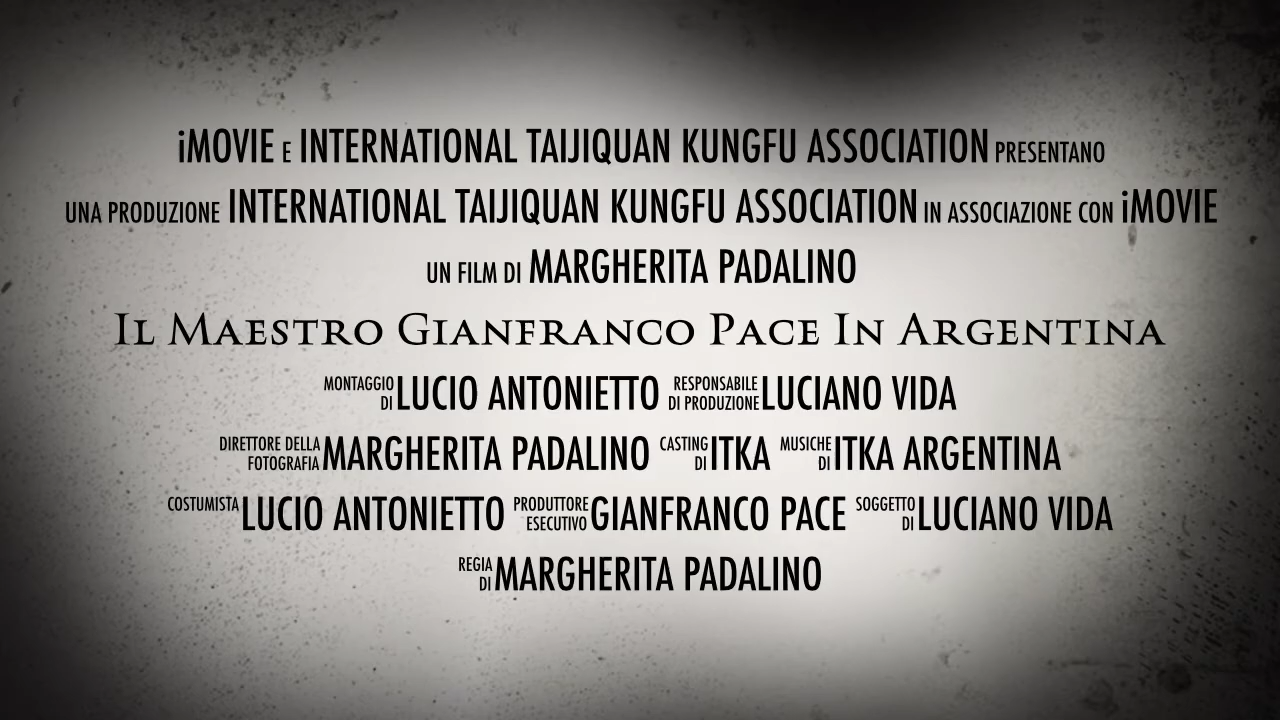 iMOVIE E INTERNATIONAL TAIJIQUAN KUNGFU ASSOCIATION PRESENTANO
UNA PRODUZIONE INTERNATIONAL TAIJIQUAN KUNGFU ASSOCIATION IN ASSOCIAZIONE CON iMOVIE
UN FILM DI MARGHERITA PADALINO
Il Maestro Gianfranco Pace In Argentina
MONTAGGIO DI LUCIO ANTONIETTO RESPONSABILE DI PRODUZIONE LUCIANO VIDA
DIRETTORE DELLA FOTOGRAFIA MARGHERITA PADALINO CASTING DI ITKA MUSICHE DI ITKA ARGENTINA
COSTUMISTA LUCIO ANTONIETTO PRODUTTORE ESECUTIVO GIANFRANCO PACE SOGGETTO DI LUCIANO VIDA
REGIA DI MARGHERITA PADALINO